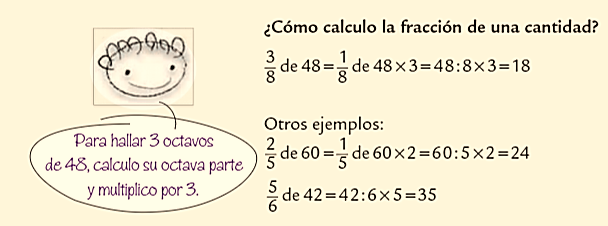 ¿Cómo calculo la fracción de una cantidad?
3/8 de 48=1/8 de 48×3=48:8×3=18
Para hallar 3 octavos
de 48, calculo su octava parte
y multiplico por 3.
Otros ejemplos:
2/5 de 60=1/5 de 60×2=60:5×2=24
5/6 de 42=42:6×5=35